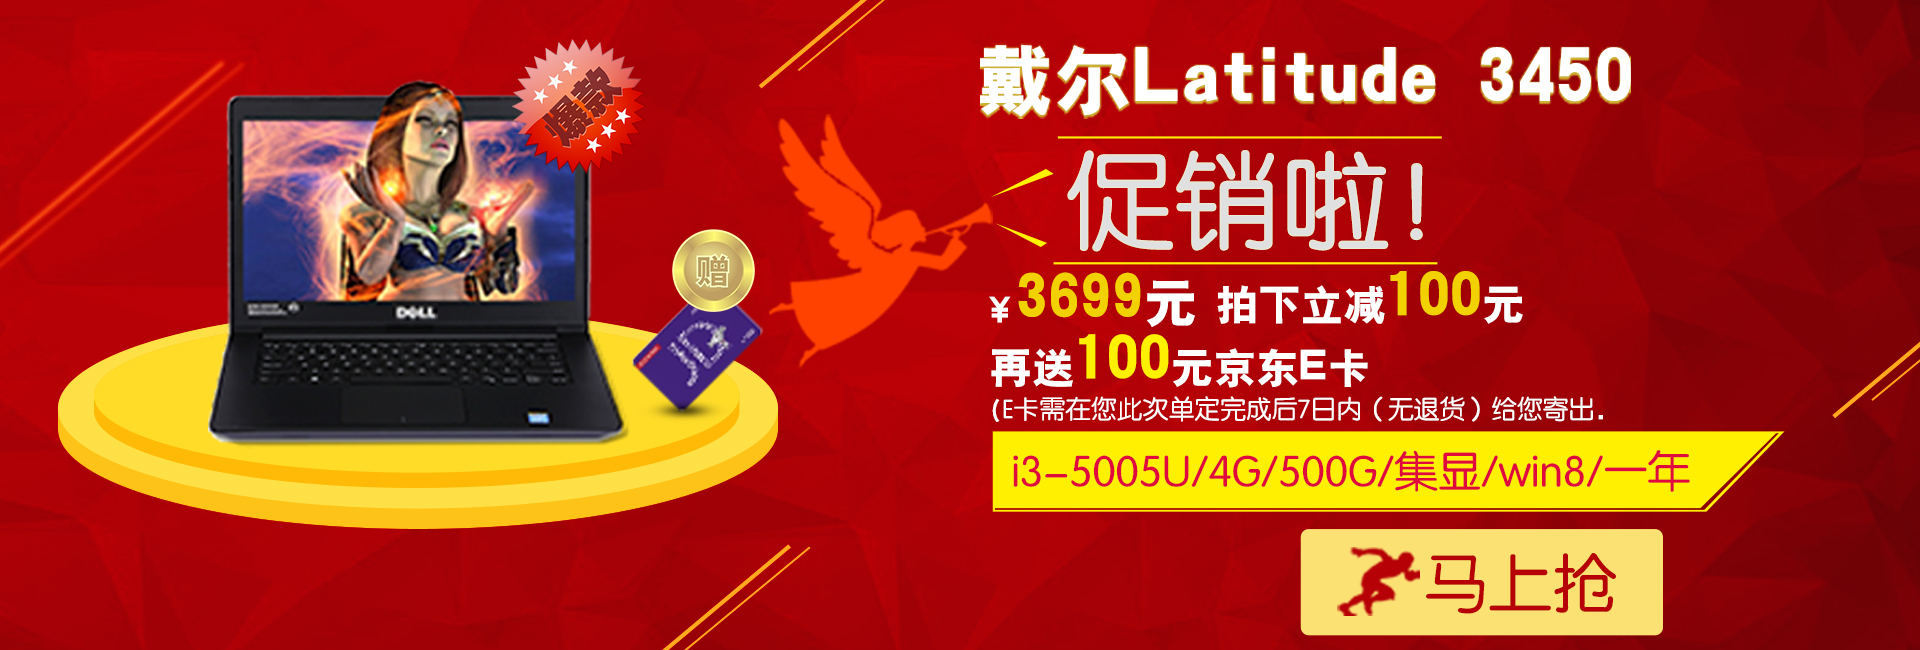 爆款
DELL
赠
戴尔Latitude 3450
促销啦!
¥3699元 拍下立减100元
再送100元京东E卡
(E卡需在您此次单定完成后7日内（无退货）给您寄出.
i3-5005U/4G/500G/集显/win8/一年
马上抢